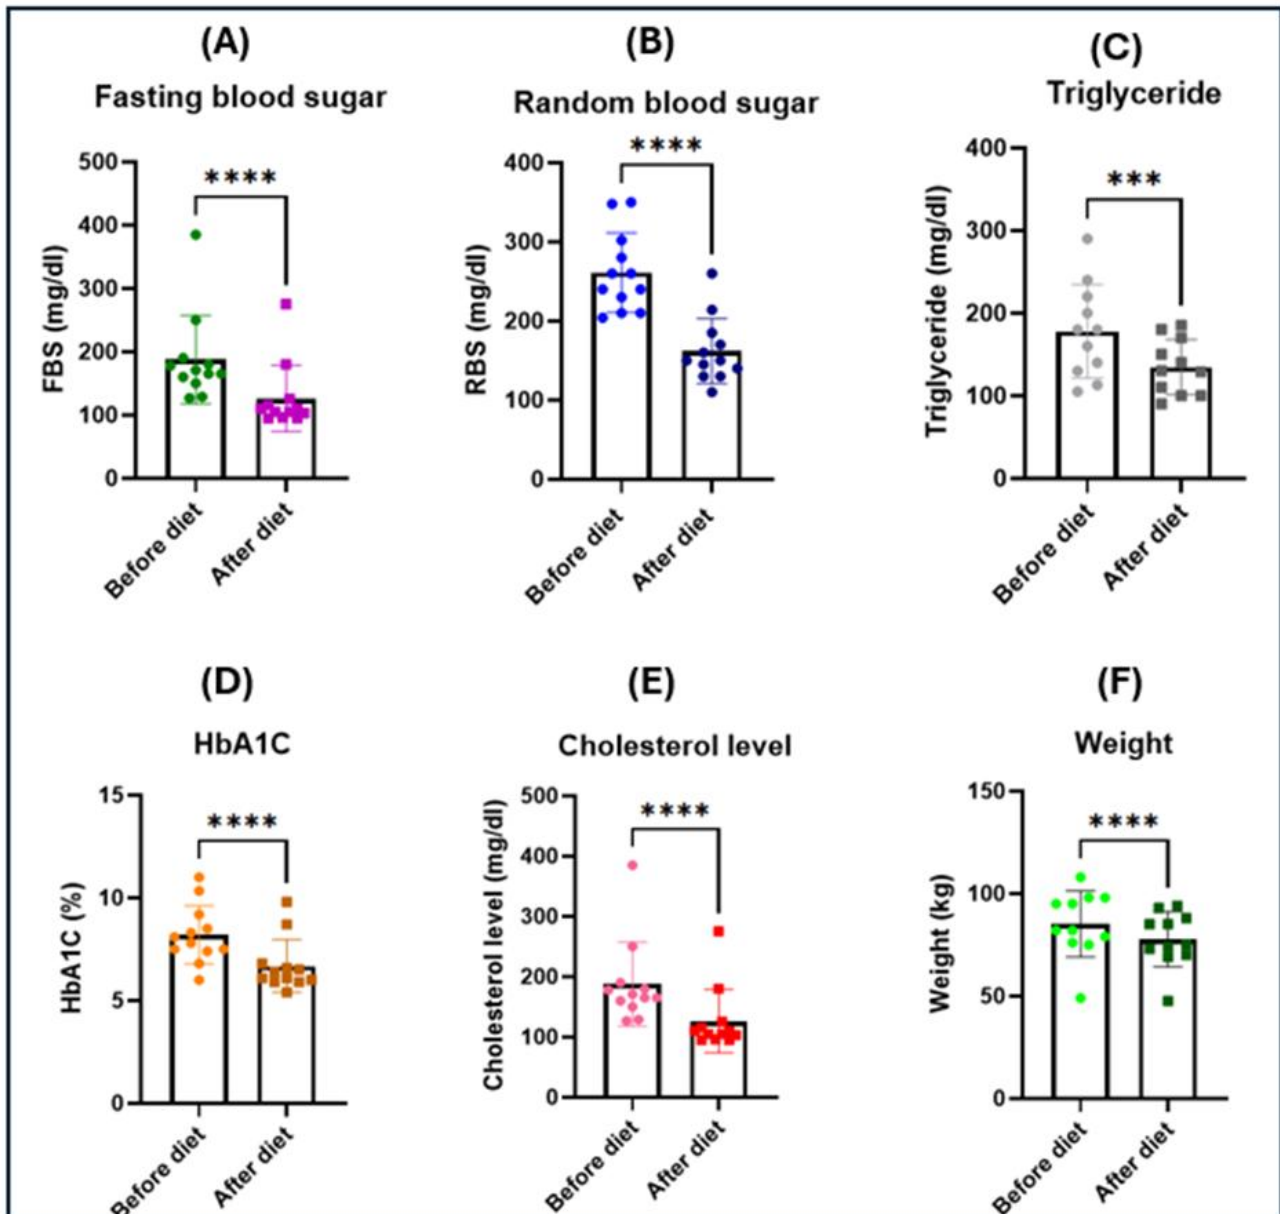 (A)
Fasting blood sugar
500
400
300
200
100
0
FBS (mg/dl)
****
Before diet
After diet
(B)
Random blood sugar
400
300
200
100
0
RBS (mg/dl)
****
Before diet
After diet
(C)
Triglyceride
400
300
200
100
0
Triglyceride (mg/dl)
***
Before diet
After diet
(D)
HbA1C
15
10
5
0
HbA1C (%)
****
Before diet
After diet
(E)
Cholesterol level
500
400
300
200
100
0
Cholesterol level (mg/dl)
****
Before diet
After diet
(F)
Weight
150
100
50
0
Weight (kg)
****
Before diet
After diet